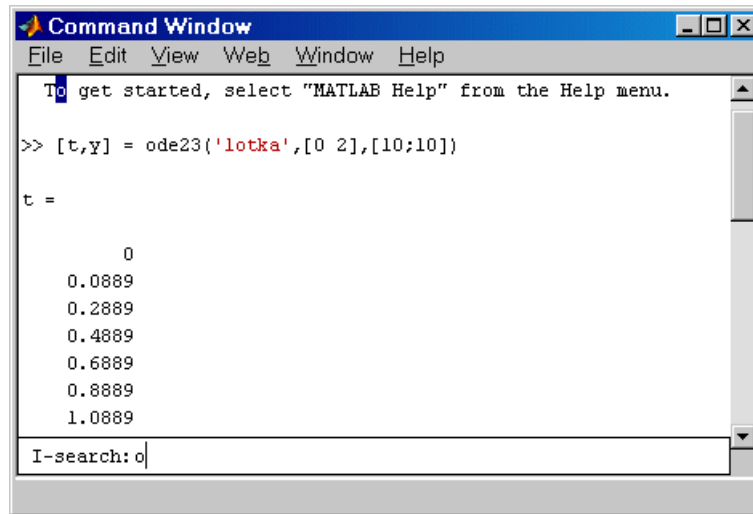 Command Window
File Edit View Web Window Help
To get started, select "MATLAB Help" from the Help menu.
>> [t,y] = ode23('lotka',[0 2],[10;10])
t =
0
0.0889
0.2889
0.4889
0.6889
0.8889
1.0889
I-search: o